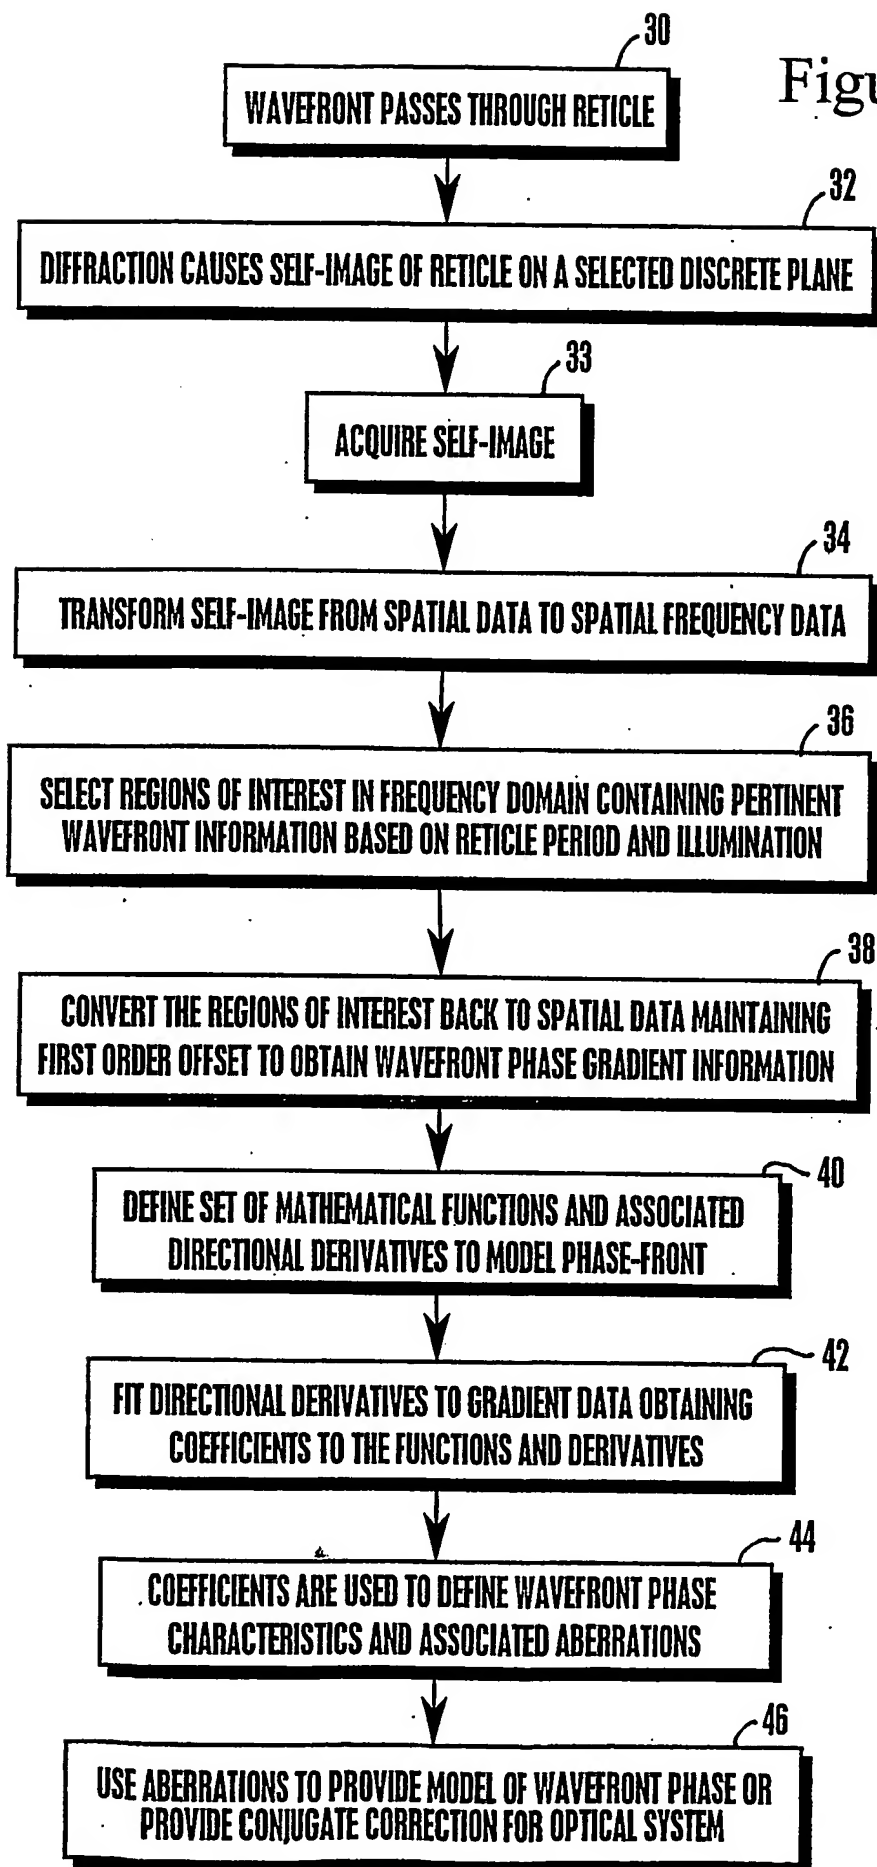 30
Figu
WAVEFRONT PASSES THROUGH RETICLE
32
DIFFRACTION CAUSES SELF-IMAGE OF RETICLE ON A SELECTED DISCRETE PLANE
33
ACQUIRE SELF-IMAGE
34
TRANSFORM SELF-IMAGE FROM SPATIAL DATA TO SPATIAL FREQUENCY DATA
36
SELECT REGIONS OF INTEREST IN FREQUENCY DOMAIN CONTAINING PERTINENT
WAVEFRONT INFORMATION BASED ON RETICLE PERIOD AND ILLUMINATION
38
CONVERT THE REGIONS OF INTEREST BACK TO SPATIAL DATA MAINTAINING
FIRST ORDER OFFSET TO OBTAIN WAVEFRONT PHASE GRADIENT INFORMATION
40
DEFINE SET OF MATHEMATICAL FUNCTIONS AND ASSOCIATED
DIRECTIONAL DERIVATIVES TO MODEL PHASE-FRONT
42
FIT DIRECTIONAL DERIVATIVES TO GRADIENT DATA OBTAINING
COEFFICIENTS TO THE FUNCTIONS AND DERIVATIVES
44
COEFFICIENTS ARE USED TO DEFINE WAVEFRONT PHASE
CHARACTERISTICS AND ASSOCIATED ABERRATIONS
46
USE ABERRATIONS TO PROVIDE MODEL OF WAVEFRONT PHASE OR
PROVIDE CONJUGATE CORRECTION FOR OPTICAL SYSTEM